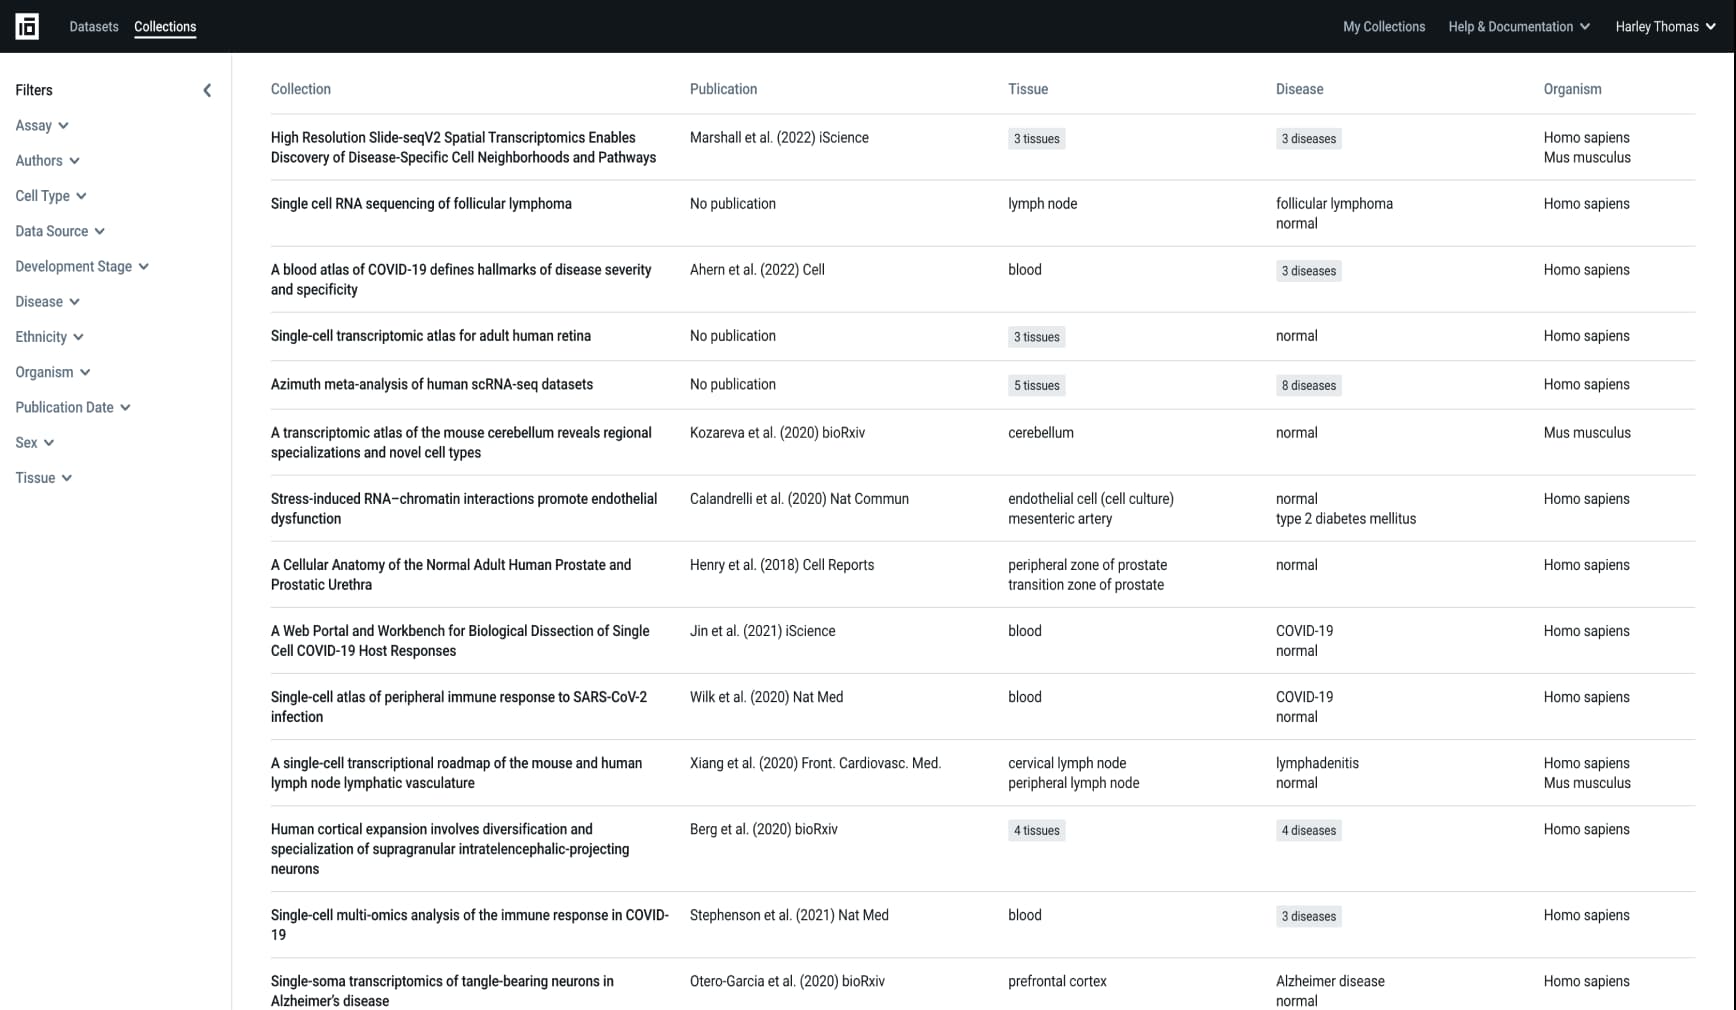 Datasets Collections My Collections Help & Documentation Harley Thomas
Filters
Assay
Authors
Cell Type
Data Source
Development Stage
Disease
Ethnicity
Organism
Publication Date
Sex
Tissue
Collection Publication Tissue Disease Organism
High Resolution Slide-seqV2 Spatial Transcriptomics Enables Marshall et al. (2022) iScience 3 tissues 3 diseases Homo sapiens
Discovery of Disease-Specific Cell Neighborhoods and Pathways Mus musculus
Single cell RNA sequencing of follicular lymphoma No publication lymph node follicular lymphoma Homo sapiens
normal
A blood atlas of COVID-19 defines hallmarks of disease severity Ahern et al. (2022) Cell blood 3 diseases Homo sapiens
and specificity
Single-cell transcriptomic atlas for adult human retina No publication 3 tissues normal Homo sapiens
Azimuth meta-analysis of human scRNA-seq datasets No publication 5 tissues 8 diseases Homo sapiens
A transcriptomic atlas of the mouse cerebellum reveals regional Kozareva et al. (2020) bioRxiv cerebellum normal Mus musculus
specializations and novel cell types
Stress-induced RNA–chromatin interactions promote endothelial Calandrelli et al. (2020) Nat Commun endothelial cell (cell culture) normal Homo sapiens
dysfunction mesenteric artery type 2 diabetes mellitus
A Cellular Anatomy of the Normal Adult Human Prostate and Henry et al. (2018) Cell Reports peripheral zone of prostate normal Homo sapiens
Prostatic Urethra transition zone of prostate
A Web Portal and Workbench for Biological Dissection of Single Jin et al. (2021) iScience blood COVID-19 Homo sapiens
Cell COVID-19 Host Responses normal
Single-cell atlas of peripheral immune response to SARS-CoV-2 Wilk et al. (2020) Nat Med blood COVID-19 Homo sapiens
infection normal
A single-cell transcriptional roadmap of the mouse and human Xiang et al. (2020) Front. Cardiovasc. Med. cervical lymph node lymphadenitis Homo sapiens
lymph node lymphatic vasculature peripheral lymph node normal Mus musculus
Human cortical expansion involves diversification and Berg et al. (2020) bioRxiv 4 tissues 4 diseases Homo sapiens
specialization of supragranular intratelencephalic-projecting
neurons
Single-cell multi-omics analysis of the immune response in COVID- Stephenson et al. (2021) Nat Med blood 3 diseases Homo sapiens
19
Single-soma transcriptomics of tangle-bearing neurons in Otero-Garcia et al. (2020) bioRxiv prefrontal cortex Alzheimer disease Homo sapiens
Alzheimer’s disease normal